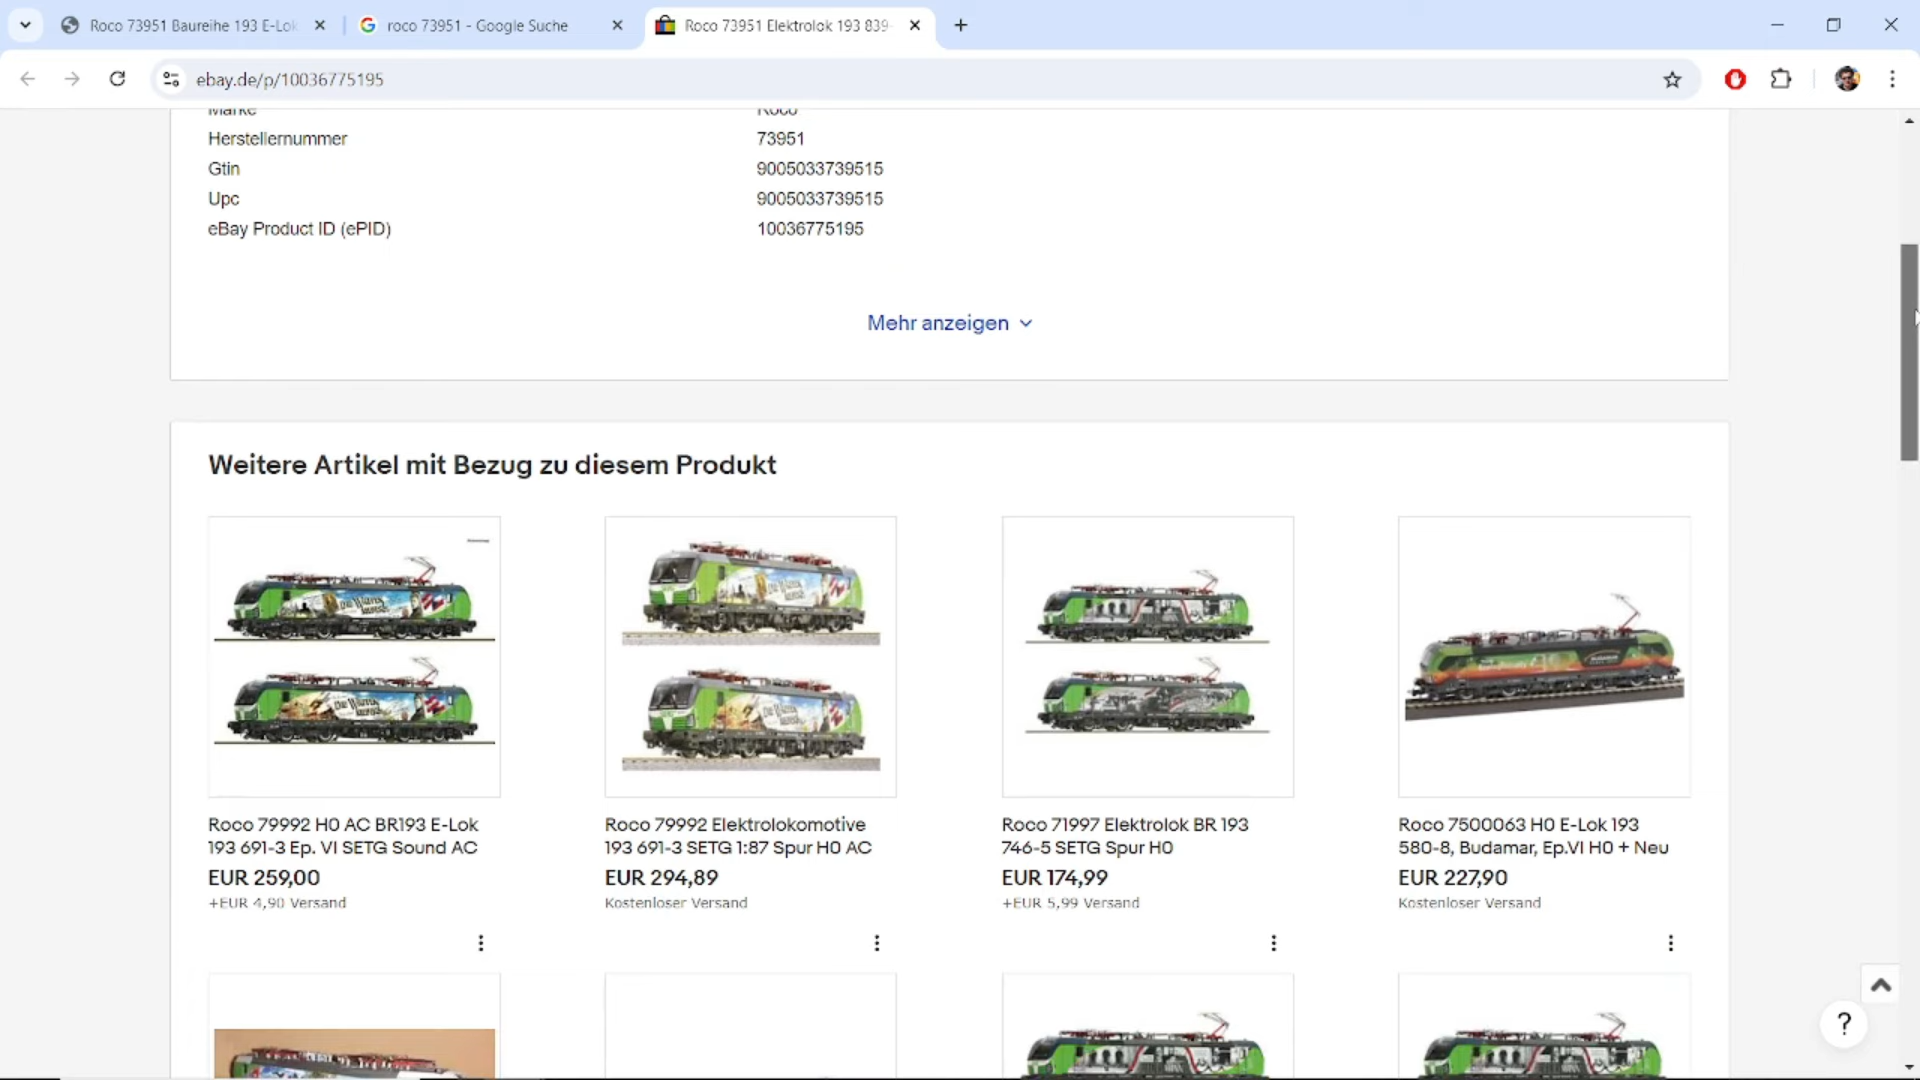 Roco 73951 Baureihe 193 E-Lok
roco 73951 - Google Suche
Roco 73951 Elektrolok 193 839-
ebay.de/p/10036775195
Marke Roco
Herstellernummer 73951
Gtin 9005033739515
Upc 9005033739515
eBay Product ID (ePID) 10036775195
Mehr anzeigen
Weitere Artikel mit Bezug zu diesem Produkt
Roco 79992 H0 AC BR193 E-Lok
193 691-3 Ep. VI SETG Sound AC
EUR 259,00
+EUR 4,90 Versand
Roco 79992 Elektrolokomotive
193 691-3 SETG 1:87 Spur H0 AC
EUR 294,89
Kostenloser Versand
Roco 71997 Elektrolok BR 193
746-5 SETG Spur H0
EUR 174,99
+EUR 5,99 Versand
Roco 7500063 H0 E-Lok 193
580-8, Budamar, Ep.VI H0 + Neu
EUR 227,90
Kostenloser Versand
?